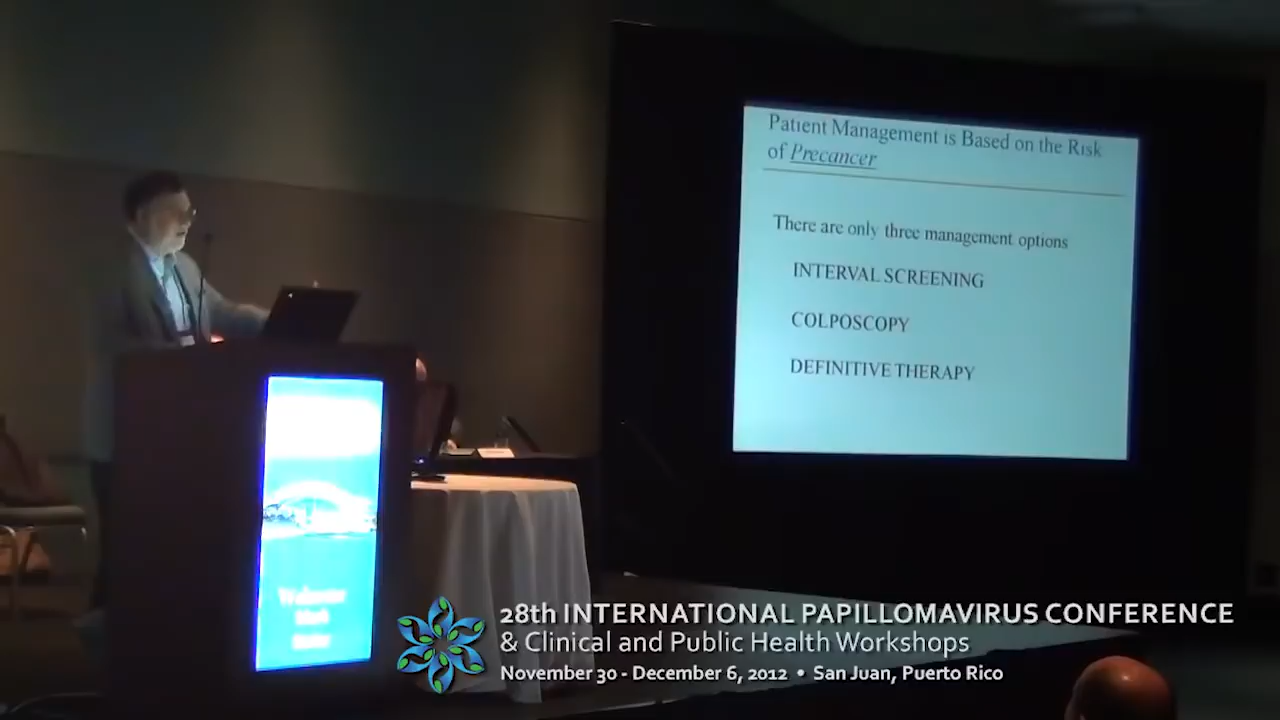 Patient Management is Based on the Risk
of Precancer
There are only three management options
INTERVAL SCREENING
COLPOSCOPY
DEFINITIVE THERAPY
Welcome
28th INTERNATIONAL PAPILLOMAVIRUS CONFERENCE
& Clinical and Public Health Workshops
November 30 - December 6, 2012 • San Juan, Puerto Rico